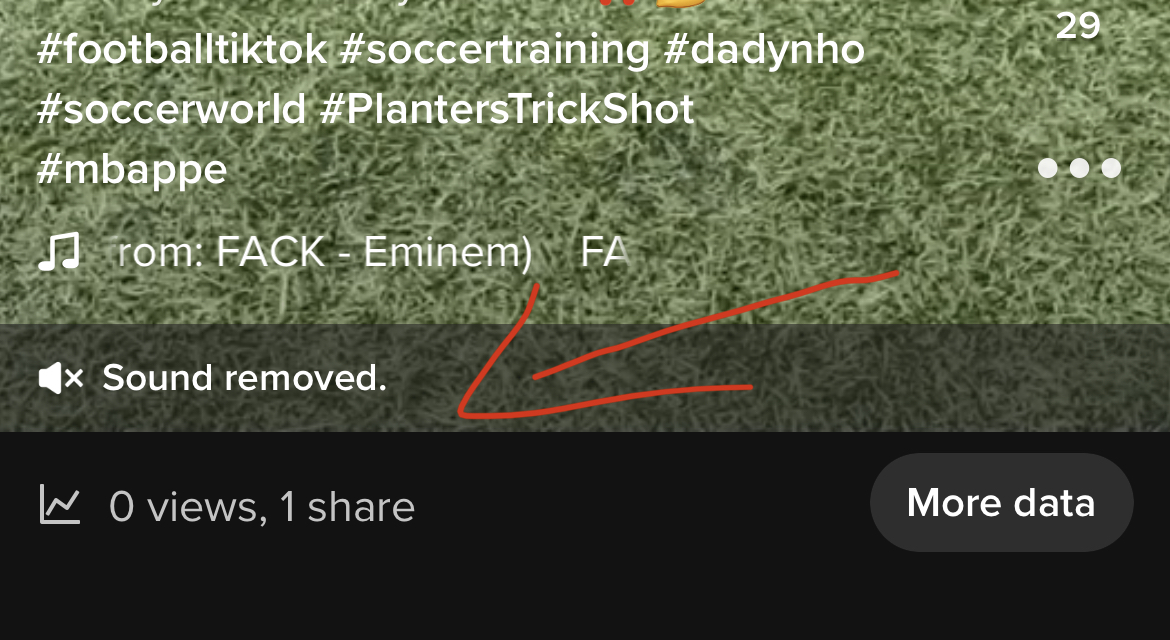 29
#footballtiktok #soccertraining #dadynho
#soccerworld #PlantersTrickShot
#mbappe
rom: FACK - Eminem) FA
Sound removed.
0 views, 1 share
More data